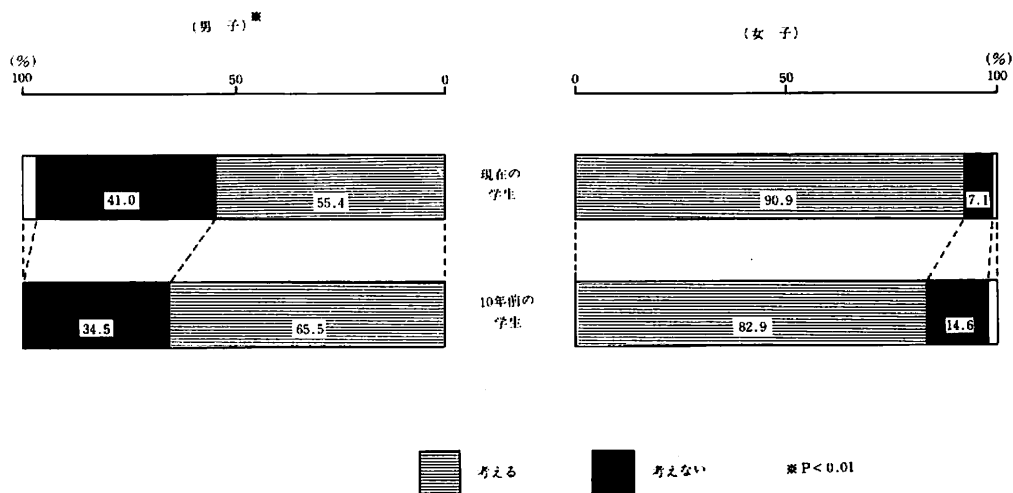 (男 子)※
(女 子)
(%)
100 50 0
0 50 100
(%)
現在の
学生
41.0 55.4
90.9 7.1
10年前の
学生
34.5 65.5
82.9 14.6
考える 考えない ※P<0.01